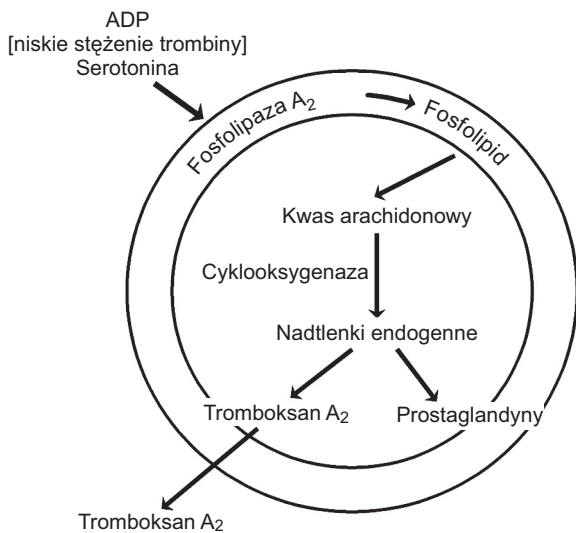 ADP
[niskie stężenie trombiny]
Serotonina
Fosfolipaza A2
Fosfolipid
Kwas arachidonowy
Cyklooksygenaza
Nadtlenki endogenne
Tromboksan A2
Prostaglandyny
Tromboksan A2